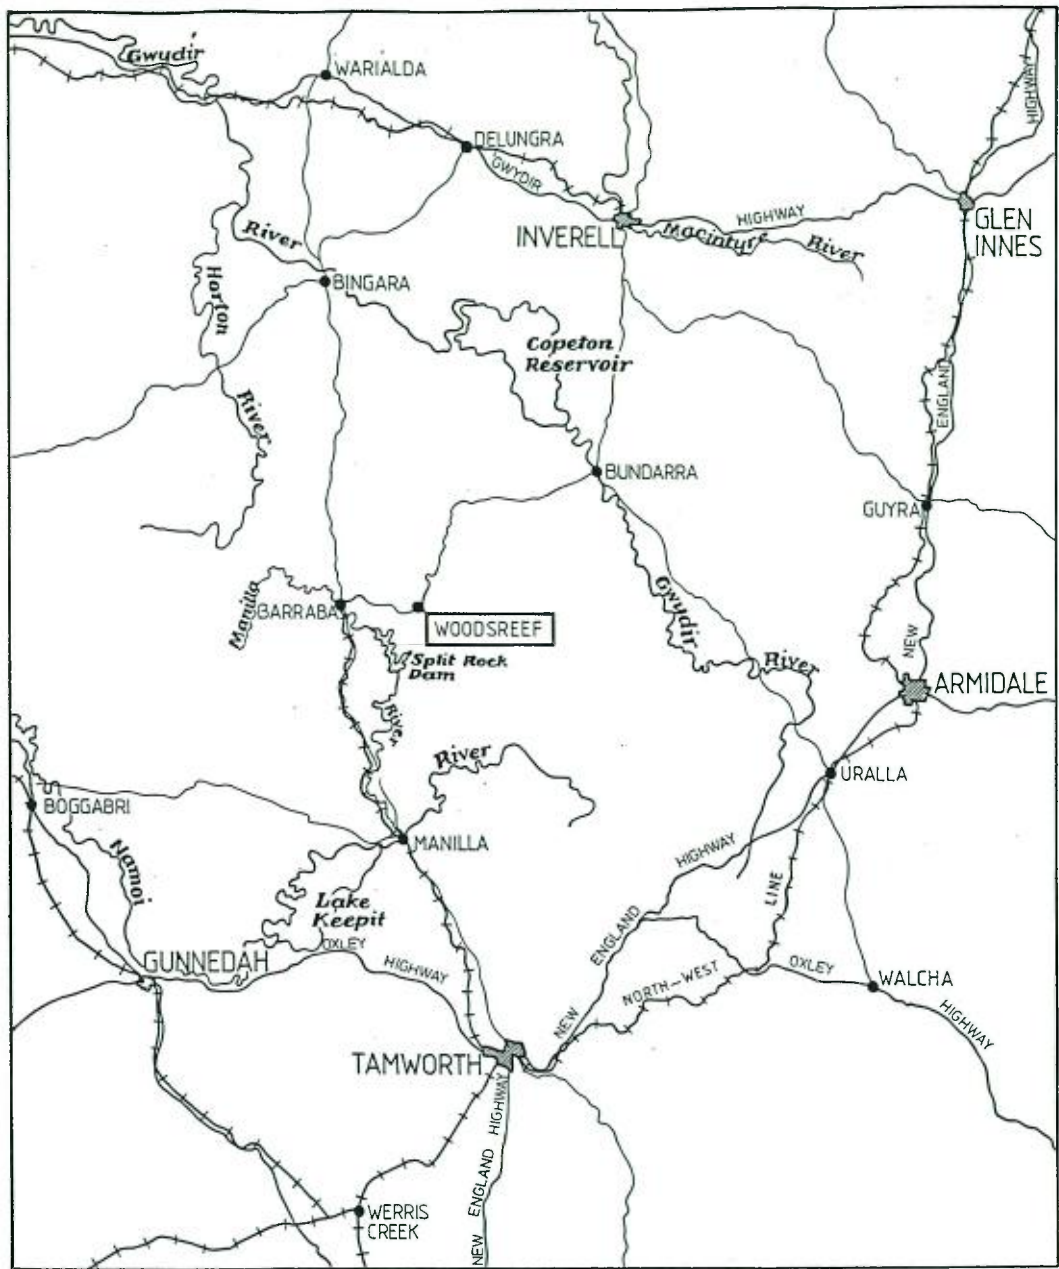 Gwydir
WARIALDA
HIGHWAY
DELUNGRA
GWYDIR
HIGHWAY
GLEN
INNES
INVERELL
Macintyre River
River
BINGARA
Horton
River
Copeton
Reservoir
ENGLAND
BUNDARRA
GUYRA
Manilla
BARRABA
WOODSREEF
Gwydir
River
NEW
Split Rock
Dam
ARMIDALE
River
River
URALLA
BOGGABRI
MANILLA
Namoi
HIGHWAY
LINE
Lake
Keepit
ENGLAND
OXLEY
GUNNEDAH
HIGHWAY
NORTH-WEST
OXLEY
WALCHA
NEW
HIGHWAY
TAMWORTH
NEW ENGLAND HIGHWAY
WERRIS
CREEK